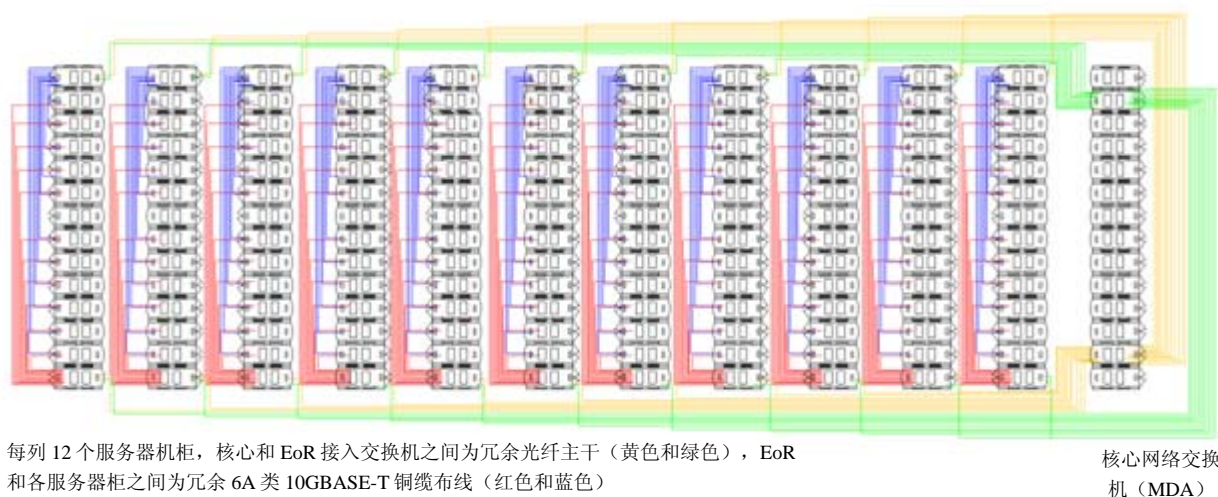 每列 12 个服务器机柜，核心和 EoR 接入交换机之间为冗余光纤主干（黄色和绿色），EoR
和各服务器柜之间为冗余 6A 类 10GBASE-T 铜缆布线（红色和蓝色）
核心网络交换
机（MDA）